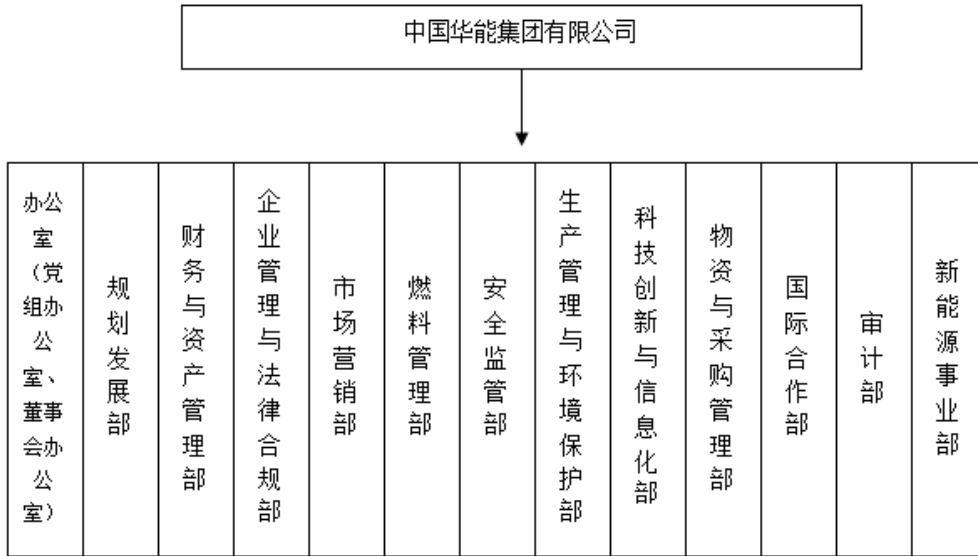 中国华能集团有限公司
办公室（党组办公室、董事会办公室）
规划发展部
财务与资产管理部
企业管理与法律合规部
市场营销部
燃料管理部
安全监管部
生产管理与环境保护部
科技创新与信息化部
物资与采购管理部
国际合作部
审计部
新能源事业部